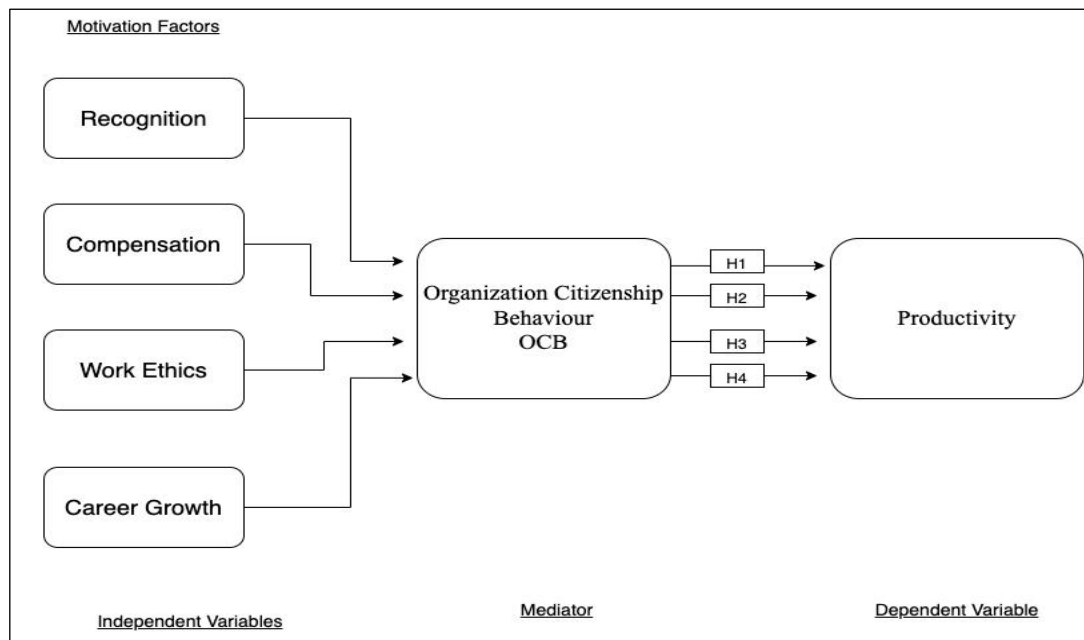 Motivation Factors
Recognition
Compensation
Work Ethics
Career Growth
Organization Citizenship
Behaviour
OCB
H1
H2
H3
H4
Productivity
Independent Variables
Mediator
Dependent Variable